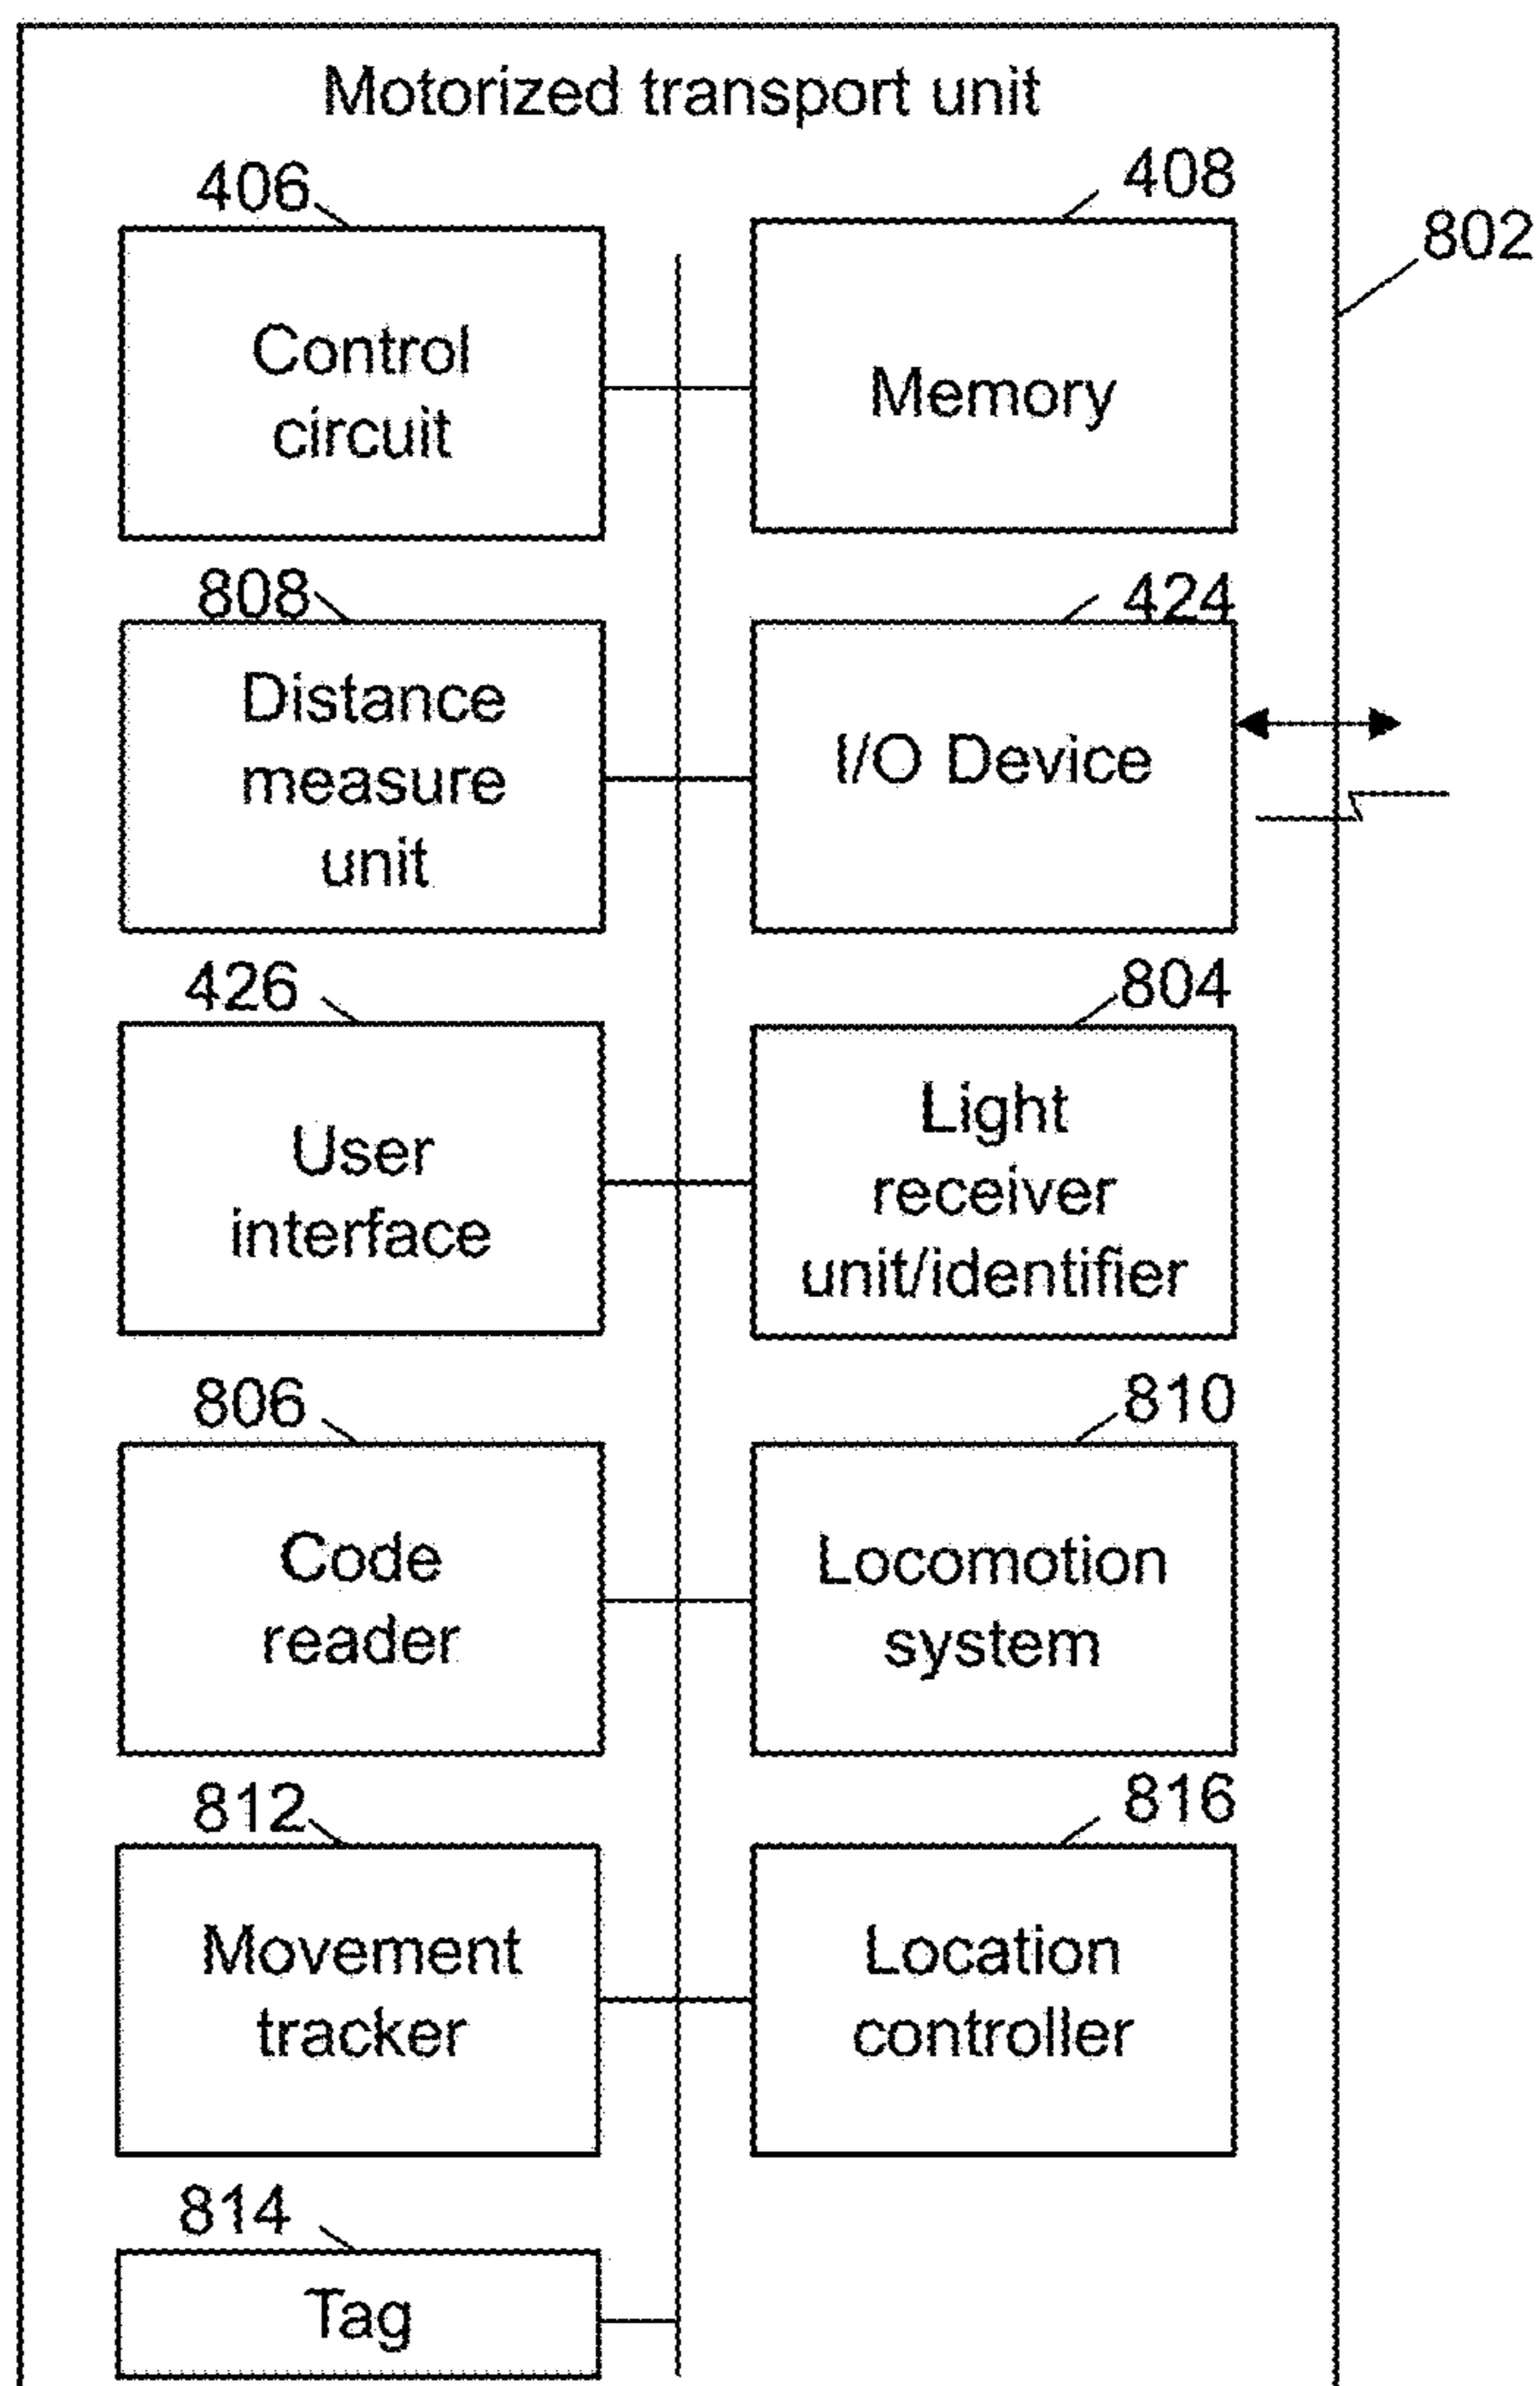 Motorized transport unit
406
408
802
Control
circuit
Memory
808
424
Distance
measure
unit
I/O Device
426
804
User
interface
Light
receiver
unit/identifier
806
810
Code
reader
Locomotion
system
812
816
Movement
tracker
Location
controller
814
Tag